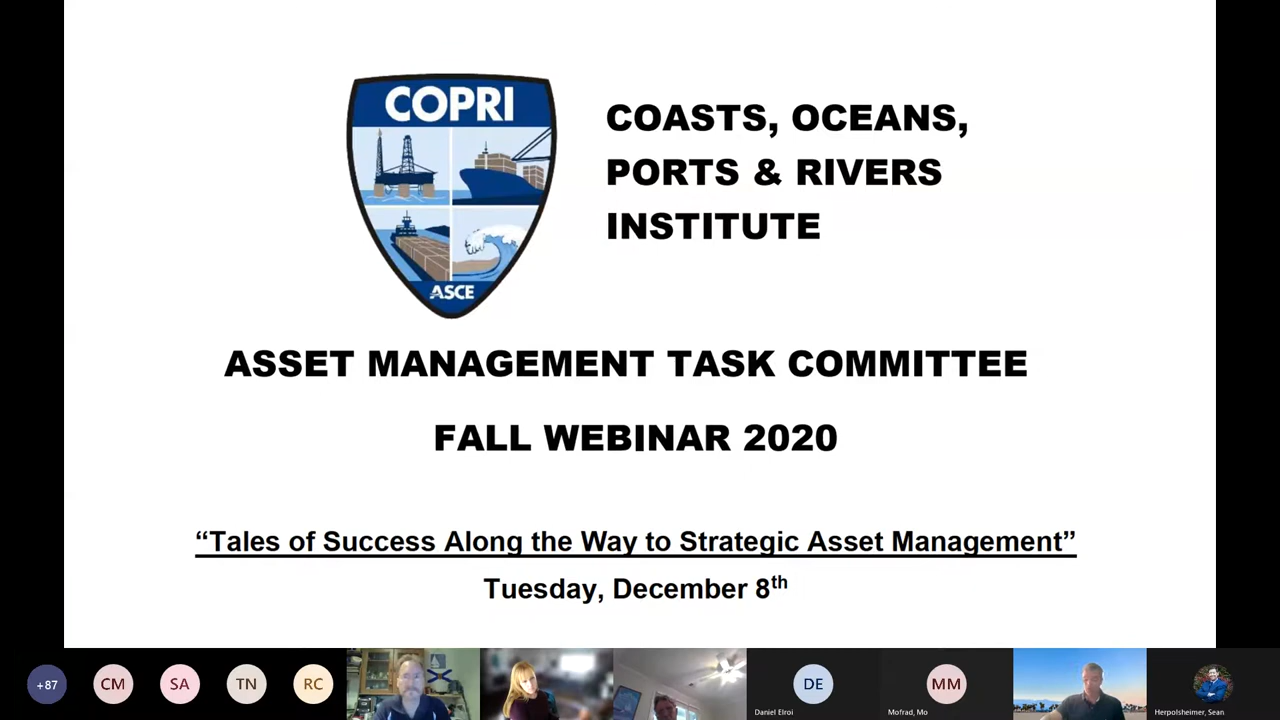 COPRI
ASCE
COASTS, OCEANS,
PORTS & RIVERS
INSTITUTE
ASSET MANAGEMENT TASK COMMITTEE
FALL WEBINAR 2020
“Tales of Success Along the Way to Strategic Asset Management”
Tuesday, December 8th
+87
CM
SA
TN
RC
DE
Daniel Elroi
MM
Mofrad, Mo
Herpolsheimer, Sean